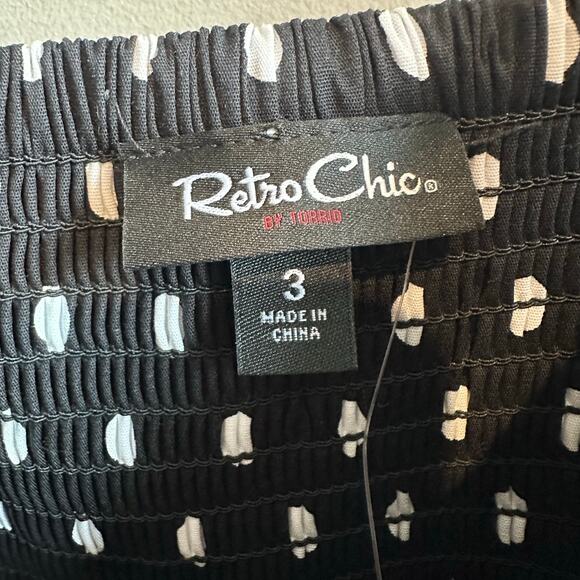 Retro Chic®
BY TORRID
3
MADE IN
CHINA